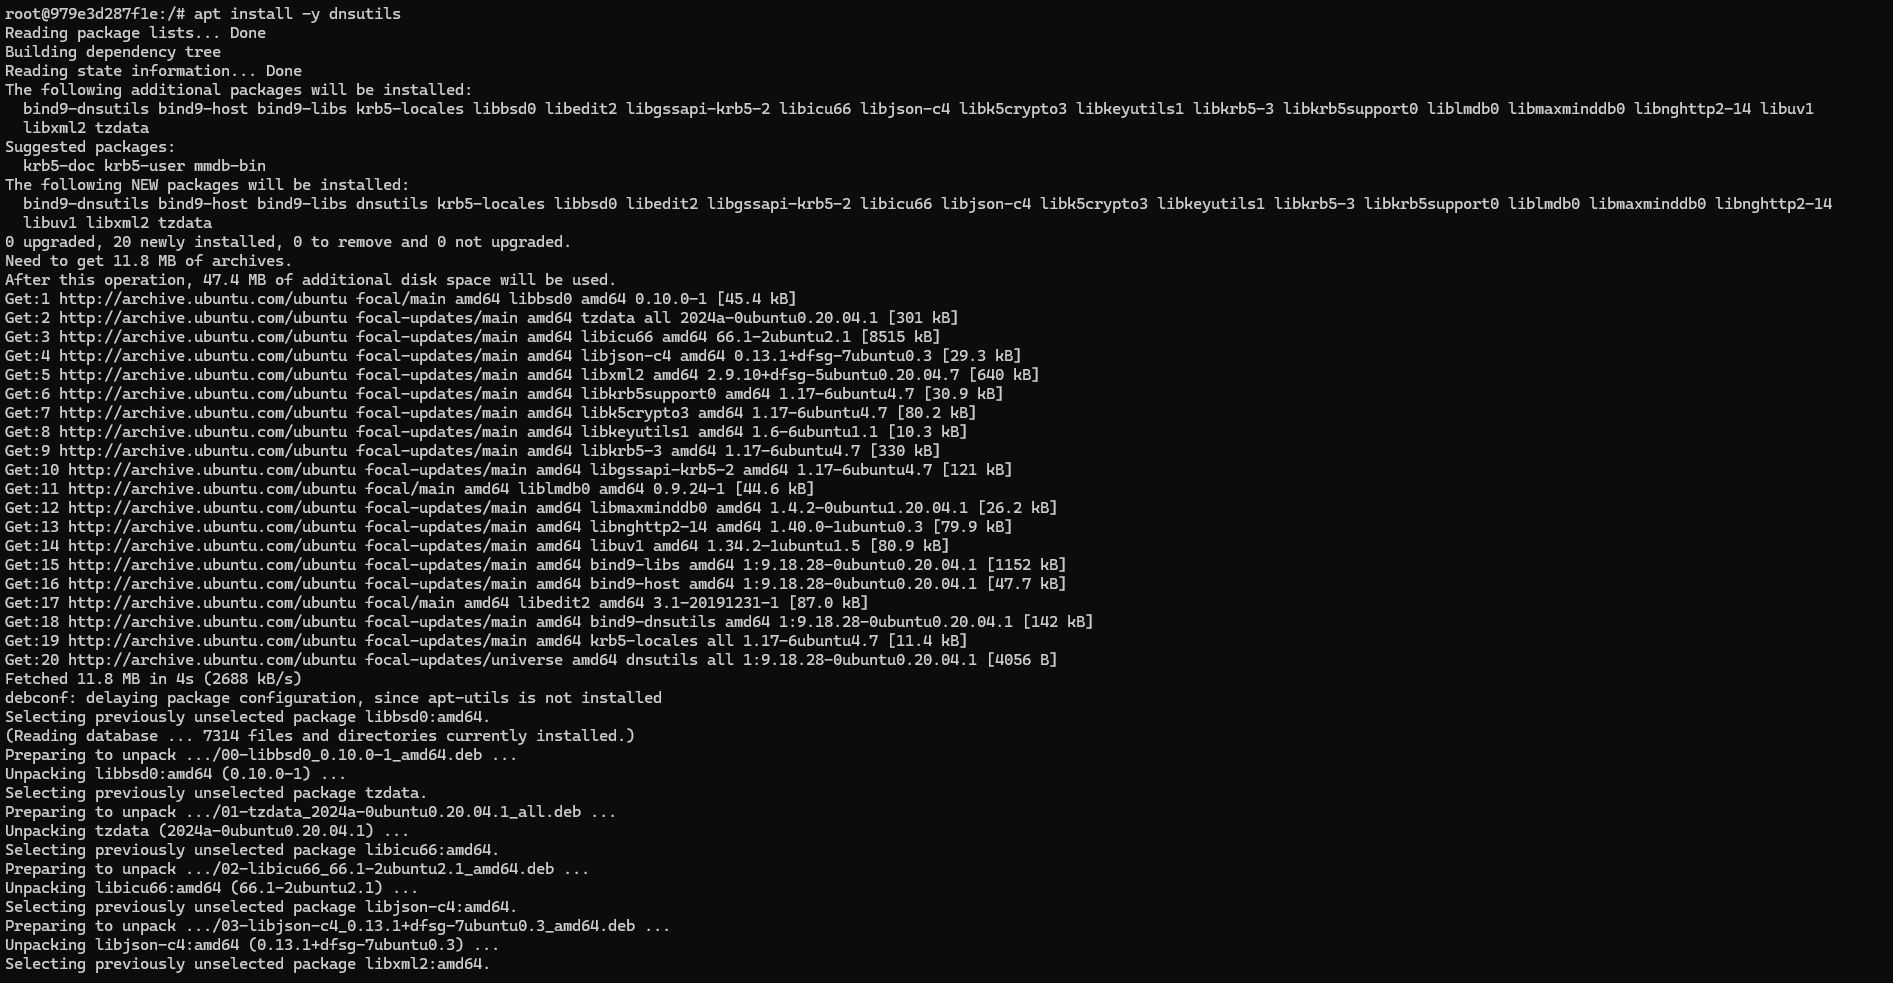 root@979e3d287f1e:/# apt install -y dnsutils
Reading package lists... Done
Building dependency tree
Reading state information... Done
The following additional packages will be installed:
  bind9-dnsutils bind9-host bind9-libs krb5-locales libbsd0 libedit2 libgssapi-krb5-2 libicu66 libjson-c4 libk5crypto3 libkeyutils1 libkrb5-3 libkrb5support0 liblmdb0 libmaxminddb0 libnghttp2-14 libuv1
  libxml2 tzdata
Suggested packages:
  krb5-doc krb5-user mmdb-bin
The following NEW packages will be installed:
  bind9-dnsutils bind9-host bind9-libs dnsutils krb5-locales libbsd0 libedit2 libgssapi-krb5-2 libicu66 libjson-c4 libk5crypto3 libkeyutils1 libkrb5-3 libkrb5support0 liblmdb0 libmaxminddb0 libnghttp2-14
  libuv1 libxml2 tzdata
0 upgraded, 20 newly installed, 0 to remove and 0 not upgraded.
Need to get 11.8 MB of archives.
After this operation, 47.4 MB of additional disk space will be used.
Get:1 http://archive.ubuntu.com/ubuntu focal/main amd64 libbsd0 amd64 0.10.0-1 [45.4 kB]
Get:2 http://archive.ubuntu.com/ubuntu focal-updates/main amd64 tzdata all 2024a-0ubuntu0.20.04.1 [301 kB]
Get:3 http://archive.ubuntu.com/ubuntu focal-updates/main amd64 libicu66 amd64 66.1-2ubuntu2.1 [8515 kB]
Get:4 http://archive.ubuntu.com/ubuntu focal-updates/main amd64 libjson-c4 amd64 0.13.1+dfsg-7ubuntu0.3 [29.3 kB]
Get:5 http://archive.ubuntu.com/ubuntu focal-updates/main amd64 libxml2 amd64 2.9.10+dfsg-5ubuntu0.20.04.7 [640 kB]
Get:6 http://archive.ubuntu.com/ubuntu focal-updates/main amd64 libkrb5support0 amd64 1.17-6ubuntu4.7 [30.9 kB]
Get:7 http://archive.ubuntu.com/ubuntu focal-updates/main amd64 libk5crypto3 amd64 1.17-6ubuntu4.7 [80.2 kB]
Get:8 http://archive.ubuntu.com/ubuntu focal-updates/main amd64 libkeyutils1 amd64 1.6-6ubuntu1.1 [10.3 kB]
Get:9 http://archive.ubuntu.com/ubuntu focal-updates/main amd64 libkrb5-3 amd64 1.17-6ubuntu4.7 [330 kB]
Get:10 http://archive.ubuntu.com/ubuntu focal-updates/main amd64 libgssapi-krb5-2 amd64 1.17-6ubuntu4.7 [121 kB]
Get:11 http://archive.ubuntu.com/ubuntu focal/main amd64 liblmdb0 amd64 0.9.24-1 [44.6 kB]
Get:12 http://archive.ubuntu.com/ubuntu focal-updates/main amd64 libmaxminddb0 amd64 1.4.2-0ubuntu1.20.04.1 [26.2 kB]
Get:13 http://archive.ubuntu.com/ubuntu focal-updates/main amd64 libnghttp2-14 amd64 1.40.0-1ubuntu0.3 [79.9 kB]
Get:14 http://archive.ubuntu.com/ubuntu focal-updates/main amd64 libuv1 amd64 1.34.2-1ubuntu1.5 [80.9 kB]
Get:15 http://archive.ubuntu.com/ubuntu focal-updates/main amd64 bind9-libs amd64 1:9.18.28-0ubuntu0.20.04.1 [1152 kB]
Get:16 http://archive.ubuntu.com/ubuntu focal-updates/main amd64 bind9-host amd64 1:9.18.28-0ubuntu0.20.04.1 [47.7 kB]
Get:17 http://archive.ubuntu.com/ubuntu focal/main amd64 libedit2 amd64 3.1-20191231-1 [87.0 kB]
Get:18 http://archive.ubuntu.com/ubuntu focal-updates/main amd64 bind9-dnsutils amd64 1:9.18.28-0ubuntu0.20.04.1 [142 kB]
Get:19 http://archive.ubuntu.com/ubuntu focal-updates/main amd64 krb5-locales all 1.17-6ubuntu4.7 [11.4 kB]
Get:20 http://archive.ubuntu.com/ubuntu focal-updates/universe amd64 dnsutils all 1:9.18.28-0ubuntu0.20.04.1 [4056 B]
Fetched 11.8 MB in 4s (2688 kB/s)
debconf: delaying package configuration, since apt-utils is not installed
Selecting previously unselected package libbsd0:amd64.
(Reading database ... 7314 files and directories currently installed.)
Preparing to unpack .../00-libbsd0_0.10.0-1_amd64.deb ...
Unpacking libbsd0:amd64 (0.10.0-1) ...
Selecting previously unselected package tzdata.
Preparing to unpack .../01-tzdata_2024a-0ubuntu0.20.04.1_all.deb ...
Unpacking tzdata (2024a-0ubuntu0.20.04.1) ...
Selecting previously unselected package libicu66:amd64.
Preparing to unpack .../02-libicu66_66.1-2ubuntu2.1_amd64.deb ...
Unpacking libicu66:amd64 (66.1-2ubuntu2.1) ...
Selecting previously unselected package libjson-c4:amd64.
Preparing to unpack .../03-libjson-c4_0.13.1+dfsg-7ubuntu0.3_amd64.deb ...
Unpacking libjson-c4:amd64 (0.13.1+dfsg-7ubuntu0.3) ...
Selecting previously unselected package libxml2:amd64.